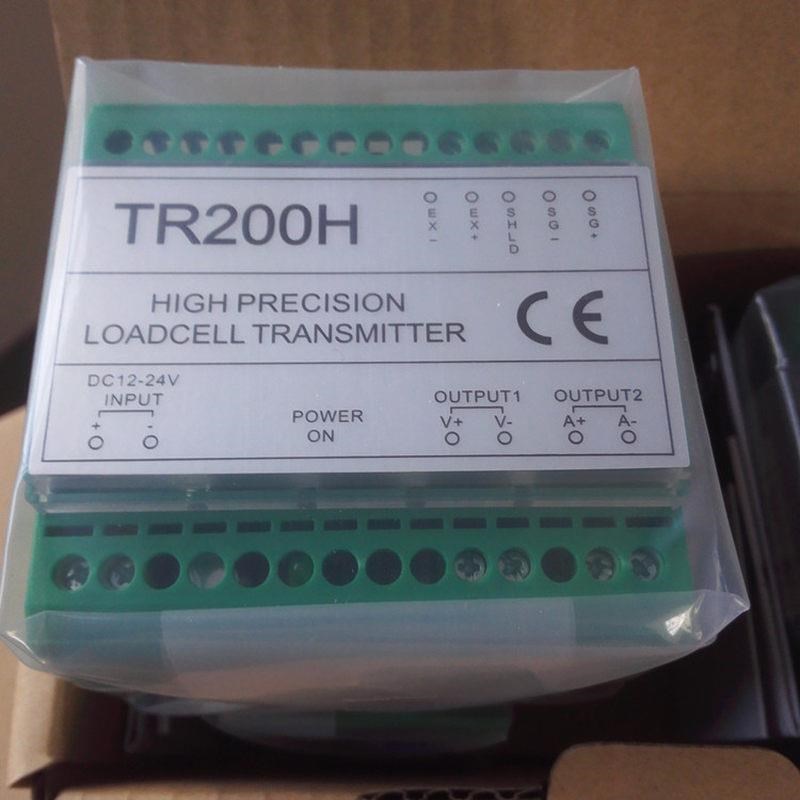 TR200H
EX- EX+ SHLD SG- SG+
HIGH PRECISION
LOADCELL TRANSMITTER
CE
DC12-24V
INPUT
+ -
POWER
ON
OUTPUT1
V+ V-
OUTPUT2
A+ A-